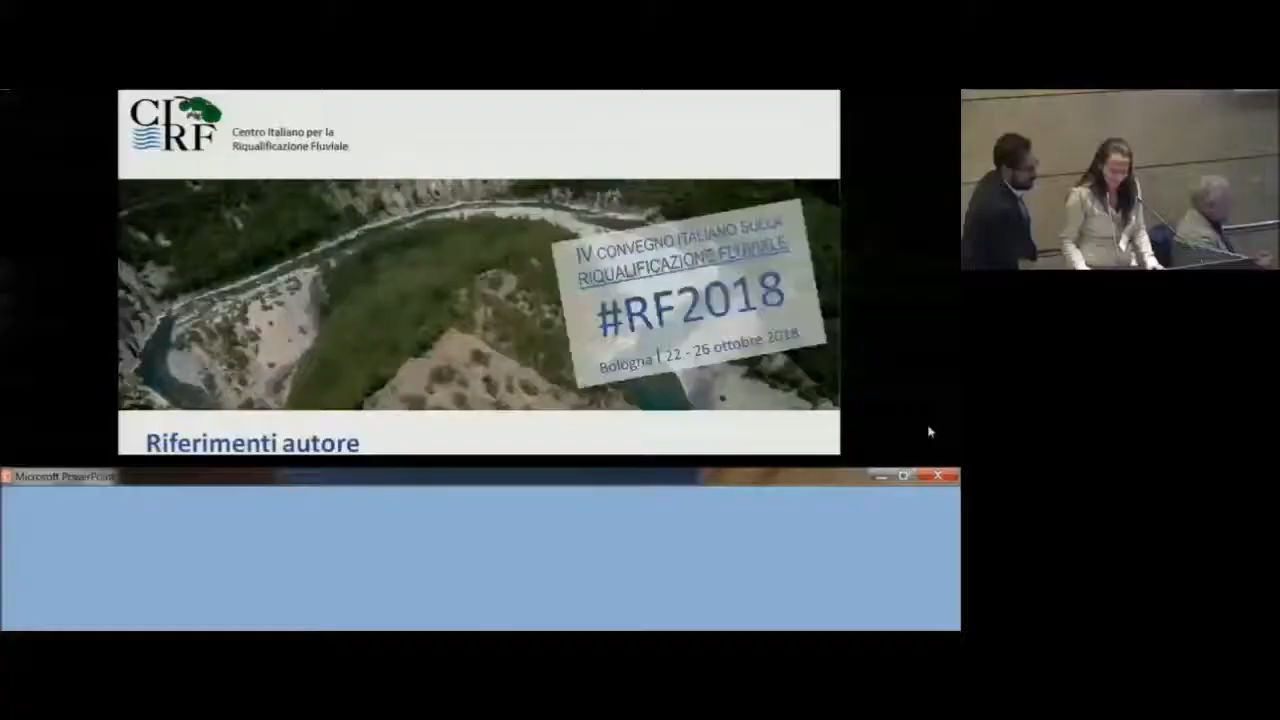 CIRF
Centro Italiano per la
Riqualificazione Fluviale
IV CONVEGNO ITALIANO SULLA
RIQUALIFICAZIONE FLUVIALE
#RF2018
Bologna | 22 - 26 ottobre 2018
Riferimenti autore
Microsoft PowerPoint